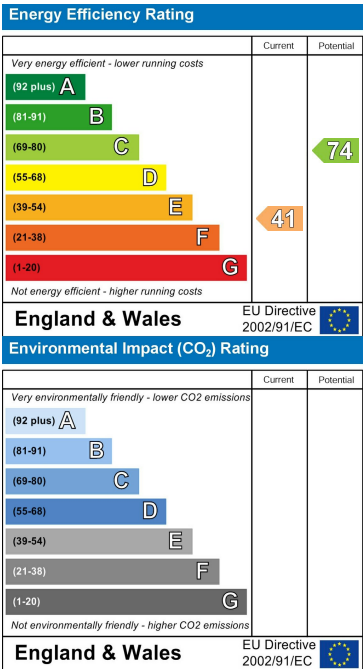 Energy Efficiency Rating
Current Potential
Very energy efficient - lower running costs
(92 plus) A
(81-91) B
(69-80) C
74
(55-68) D
(39-54) E
41
(21-38) F
(1-20) G
Not energy efficient - higher running costs
England & Wales
EU Directive
2002/91/EC
Environmental Impact (CO₂) Rating
Current Potential
Very environmentally friendly - lower CO2 emissions
(92 plus) A
(81-91) B
(69-80) C
(55-68) D
(39-54) E
(21-38) F
(1-20) G
Not environmentally friendly - higher CO2 emissions
England & Wales
EU Directive
2002/91/EC